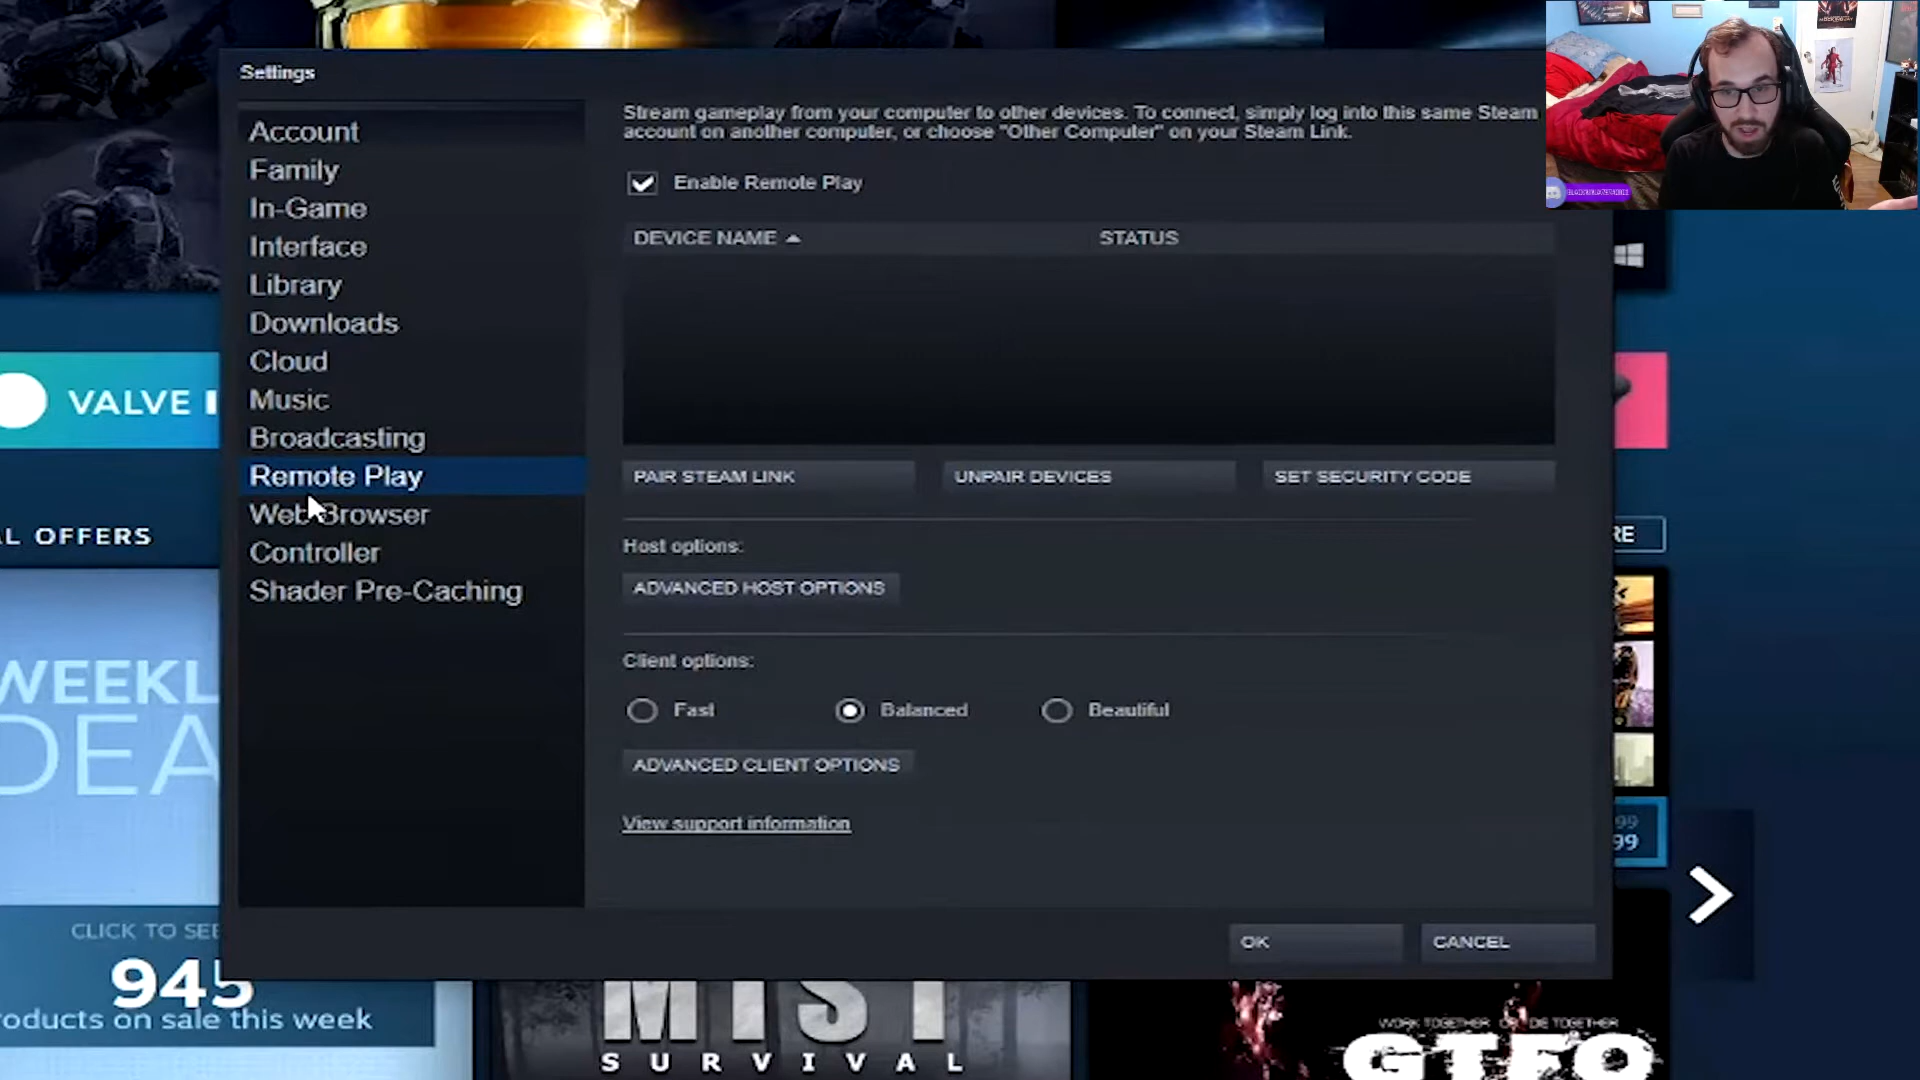 Settings
Account
Family
In-Game
Interface
Library
Downloads
Cloud
Music
Broadcasting
Remote Play
Web Browser
Controller
Shader Pre-Caching
Stream gameplay from your computer to other devices. To connect, simply log into this same Steam
account on another computer, or choose "Other Computer" on your Steam Link.
Enable Remote Play
DEVICE NAME
STATUS
PAIR STEAM LINK
UNPAIR DEVICES
SET SECURITY CODE
Host options:
ADVANCED HOST OPTIONS
Client options:
Fast
Balanced
Beautiful
ADVANCED CLIENT OPTIONS
View support information
OK
CANCEL
VALVE
L OFFERS
RE
WEEKL
DEA
CLICK TO SEE
945
roducts on sale this week
99
99
MIST
SURVIVAL
WORK TOGETHER OR DIE TOGETHER
GTFO